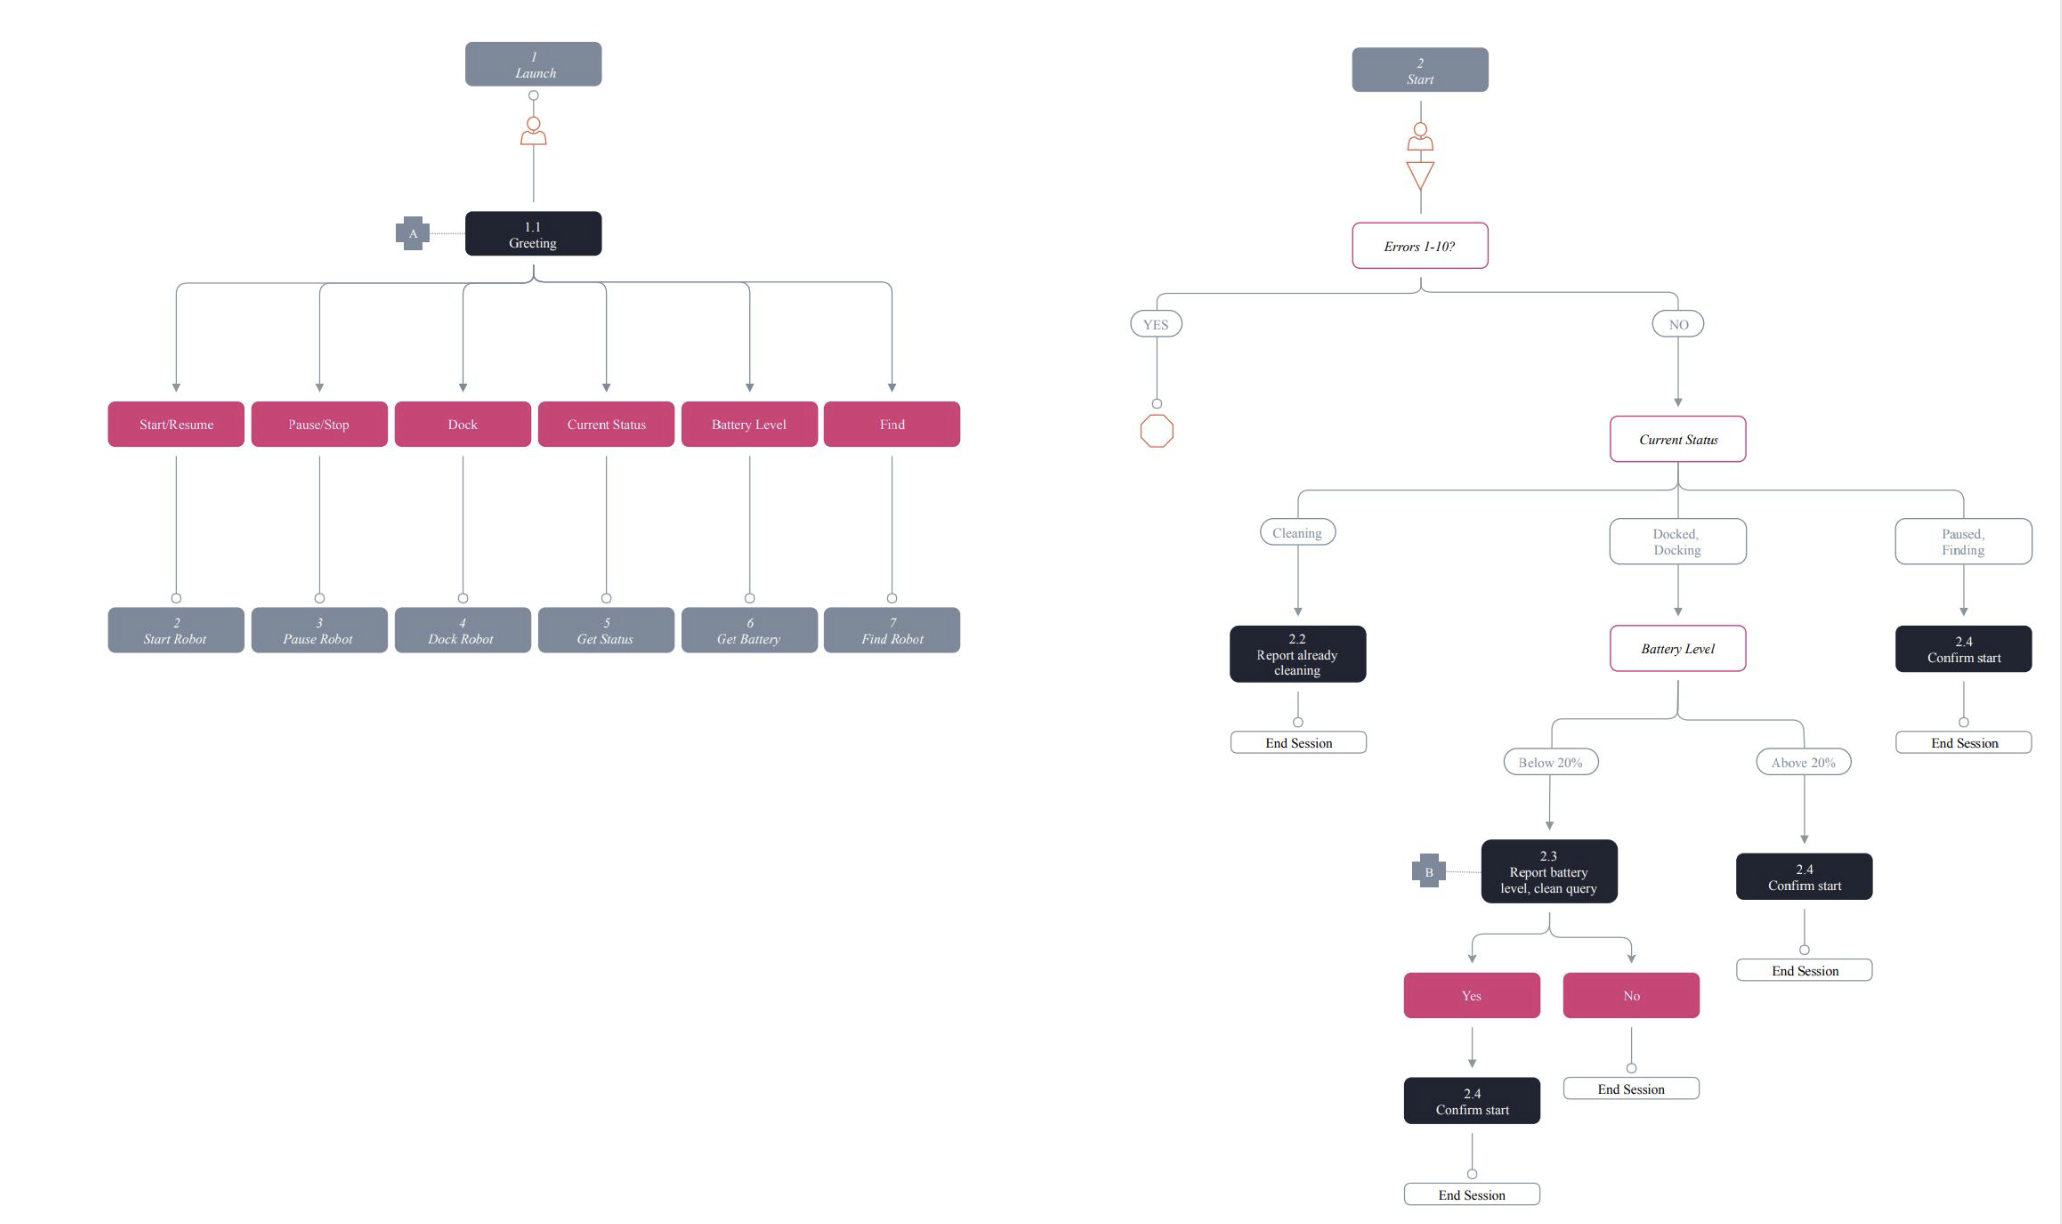 1
Launch
A
1.1
Greeting
Start/Resume
Pause/Stop
Dock
Current Status
Battery Level
Find
2
Start Robot
3
Pause Robot
4
Dock Robot
5
Get Status
6
Get Battery
7
Find Robot
2
Start
Errors 1-10?
YES
NO
Current Status
Cleaning
Docked,
Docking
Paused,
Finding
2.2
Report already
cleaning
End Session
Battery Level
2.4
Confirm start
End Session
Below 20%
Above 20%
B
2.3
Report battery
level, clean query
2.4
Confirm start
End Session
Yes
No
2.4
Confirm start
End Session
End Session